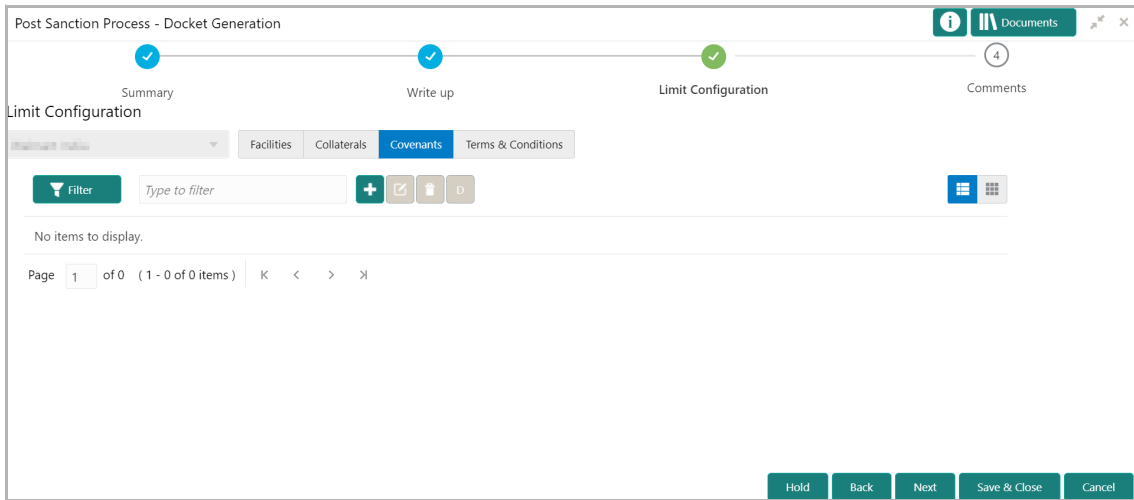 Post Sanction Process - Docket Generation
i Documents
4
Summary Write up Limit Configuration Comments
Limit Configuration
Facilities Collaterals Covenants Terms & Conditions
Filter Type to filter D
No items to display.
Page 1 of 0 ( 1 - 0 of 0 items )
Hold Back Next Save & Close Cancel